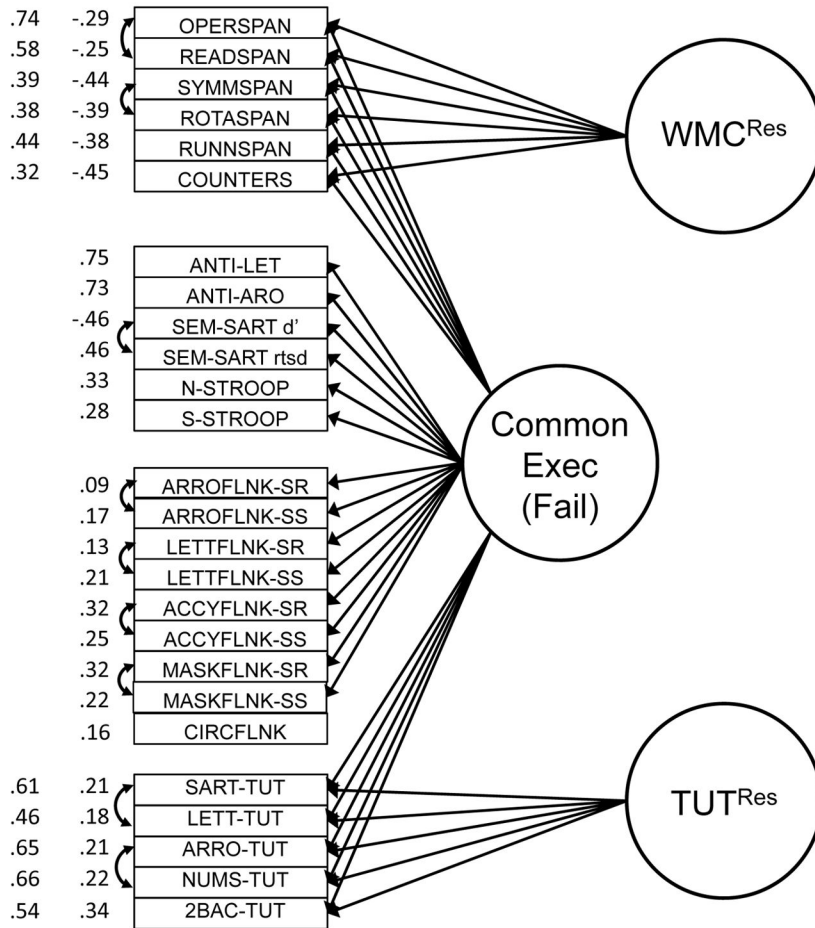 .74 -.29 OPERSPAN
.58 -.25 READSPAN
.39 -.44 SYMMSPAN
.38 -.39 ROTASPAN
.44 -.38 RUNNSPAN
.32 -.45 COUNTERS
WMC^Res
.75 ANTI-LET
.73 ANTI-ARO
-.46 SEM-SART d’
.46 SEM-SART rtsd
.33 N-STROOP
.28 S-STROOP
Common
Exec
(Fail)
.09 ARROFLNK-SR
.17 ARROFLNK-SS
.13 LETTFLNK-SR
.21 LETTFLNK-SS
.32 ACCYFLNK-SR
.25 ACCYFLNK-SS
.32 MASKFLNK-SR
.22 MASKFLNK-SS
.16 CIRCFLNK
.61 .21 SART-TUT
.46 .18 LETT-TUT
.65 .21 ARRO-TUT
.66 .22 NUMS-TUT
.54 .34 2BAC-TUT
TUT^Res